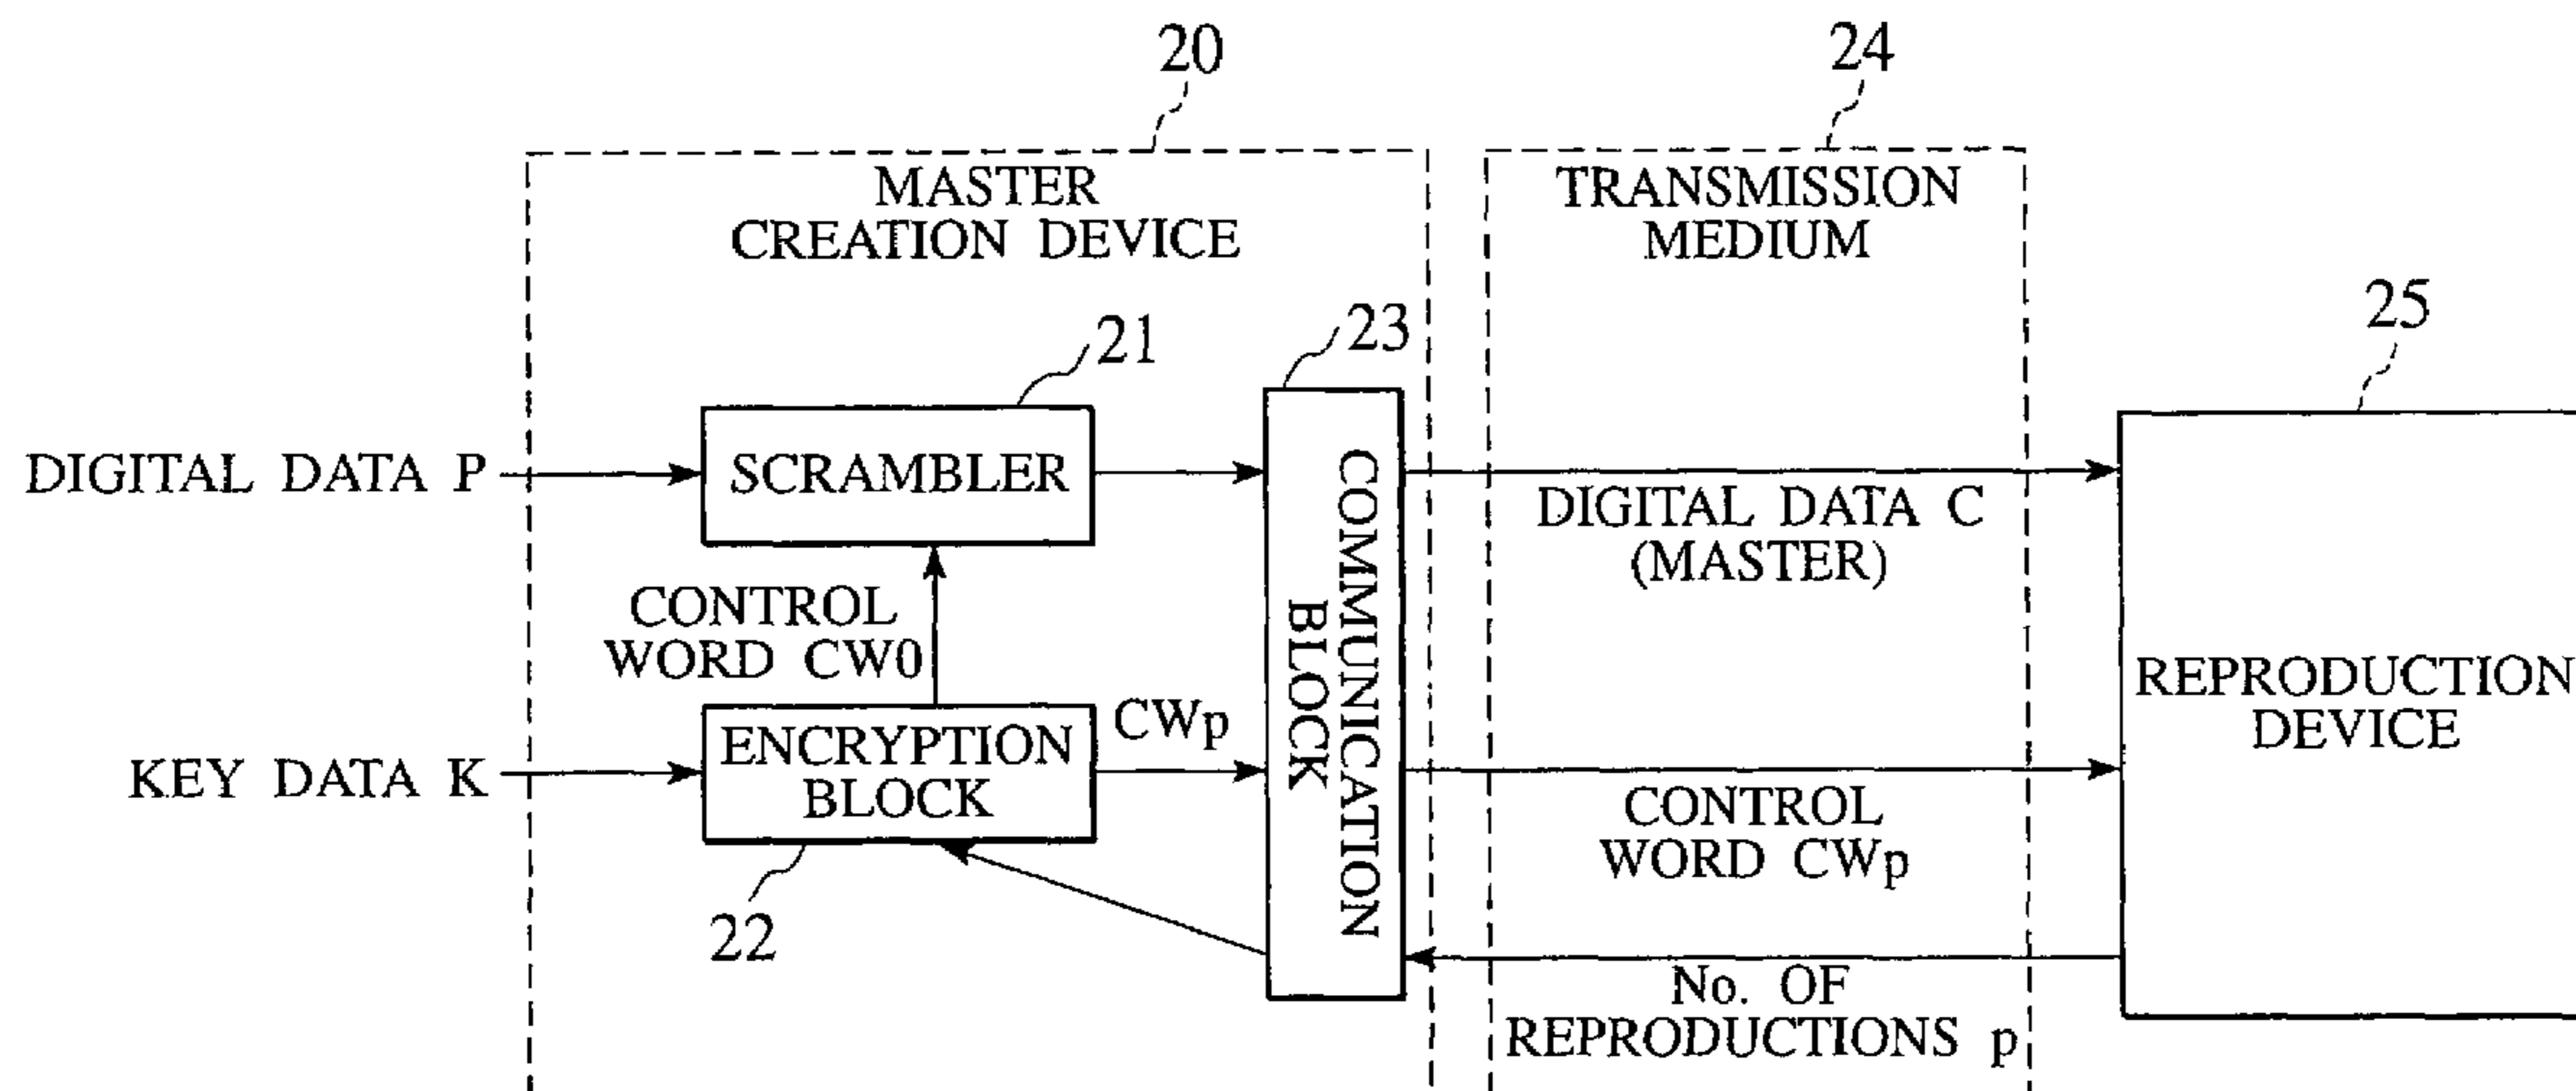 20
24
MASTER
CREATION DEVICE
TRANSMISSION
MEDIUM
25
21
23
DIGITAL DATA P
SCRAMBLER
COMMUNICATION
BLOCK
DIGITAL DATA C
(MASTER)
CONTROL
WORD CW0
REPRODUCTION
DEVICE
KEY DATA K
ENCRYPTION
BLOCK
CWp
CONTROL
WORD CWp
22
No. OF
REPRODUCTIONS p